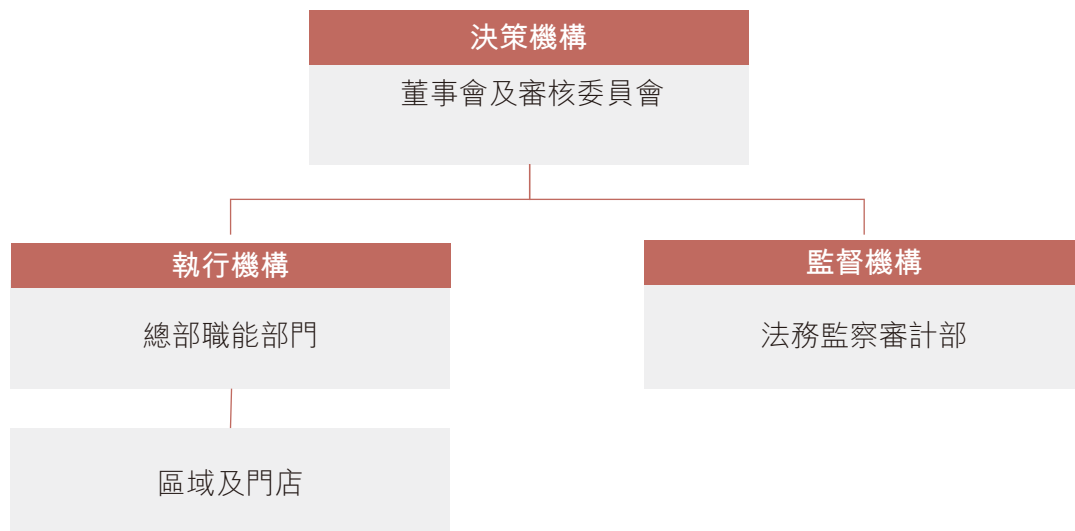 決策機構
董事會及審核委員會
執行機構
監督機構
總部職能部門
法務監察審計部
區域及門店